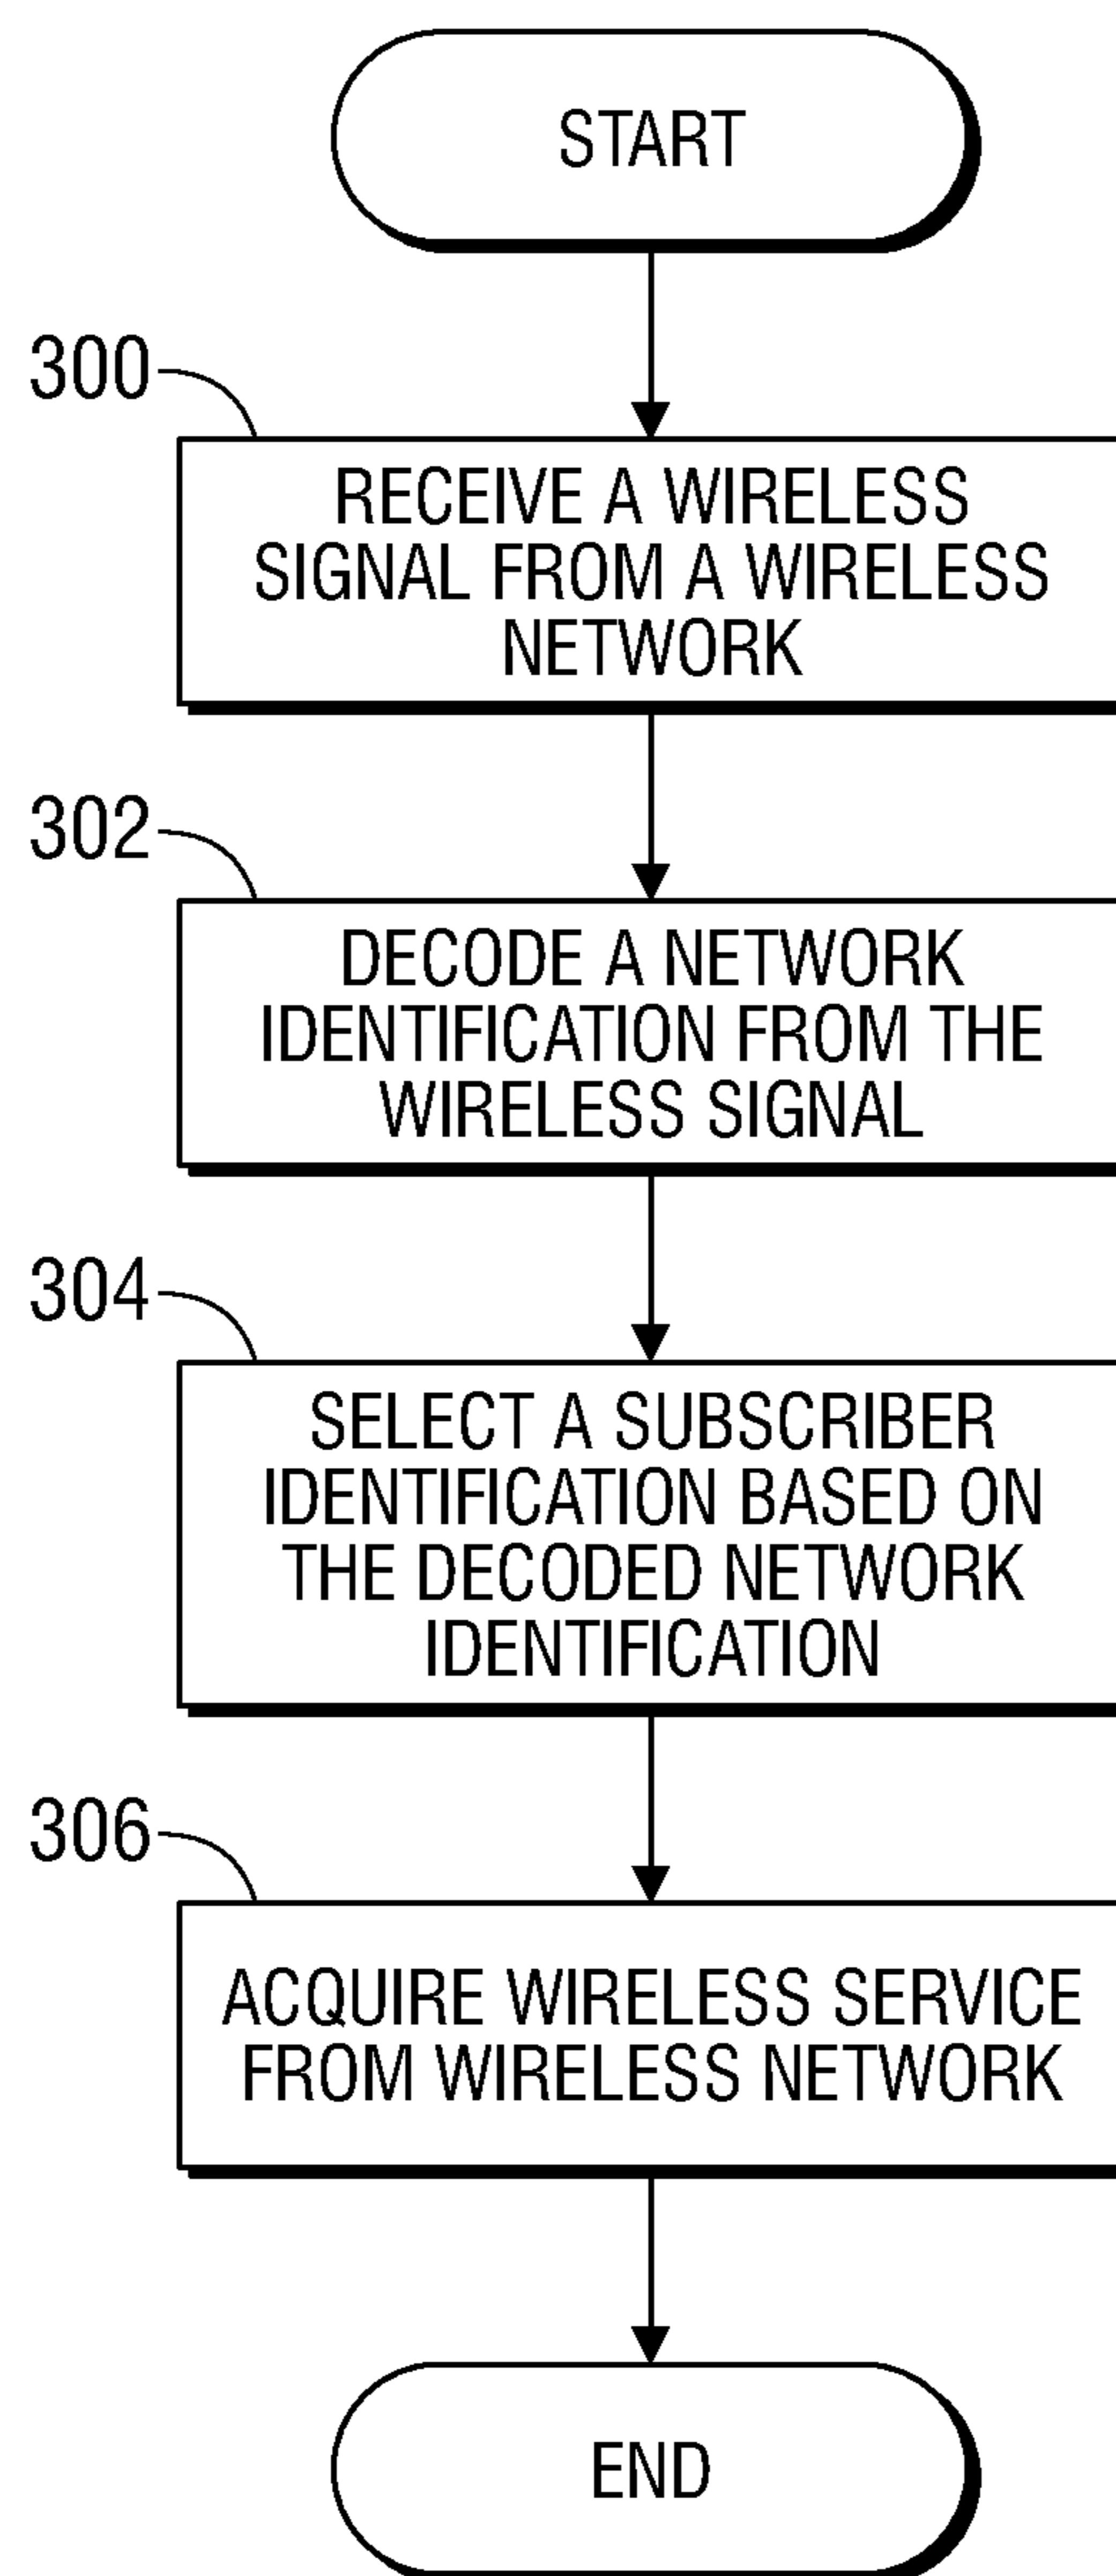 START
300
RECEIVE A WIRELESS
SIGNAL FROM A WIRELESS
NETWORK
302
DECODE A NETWORK
IDENTIFICATION FROM THE
WIRELESS SIGNAL
304
SELECT A SUBSCRIBER
IDENTIFICATION BASED ON
THE DECODED NETWORK
IDENTIFICATION
306
ACQUIRE WIRELESS SERVICE
FROM WIRELESS NETWORK
END